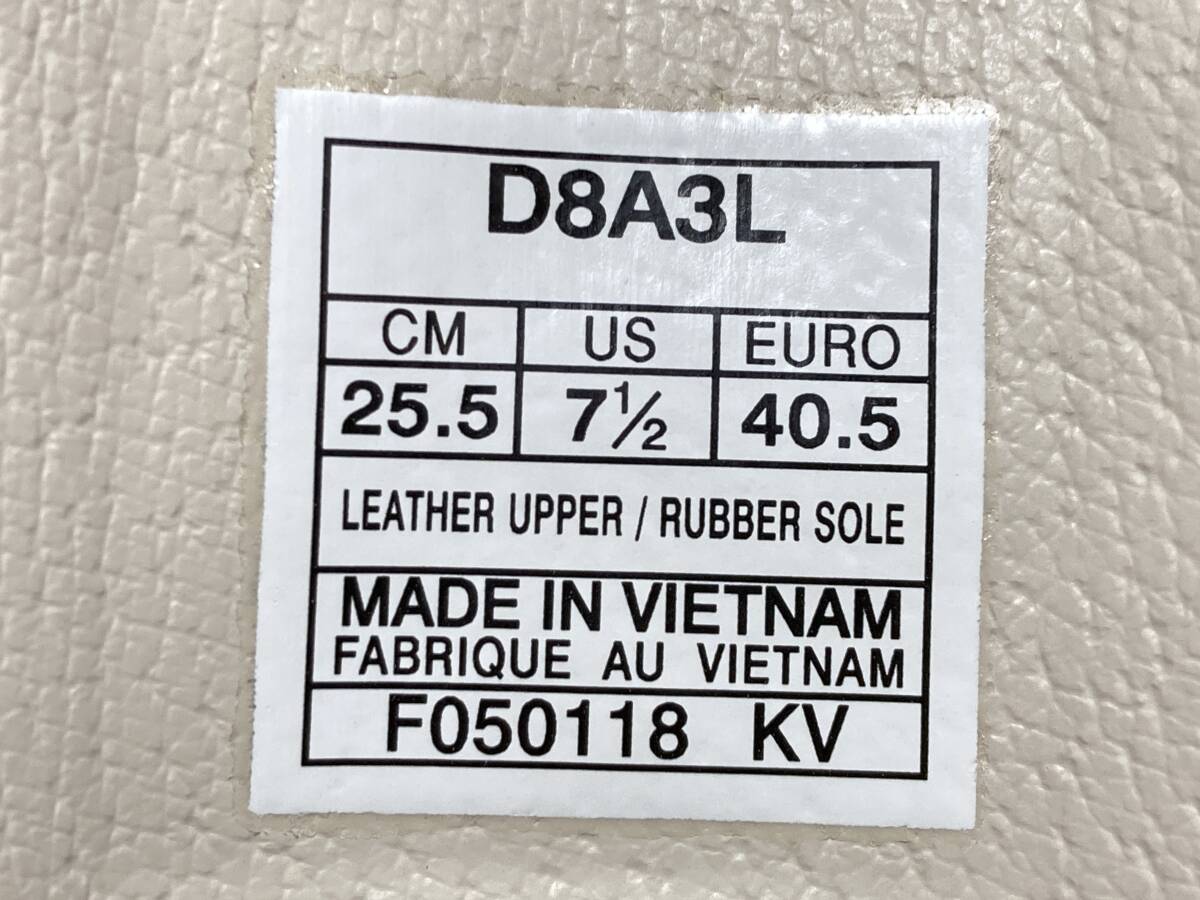 D8A3L
CM US EURO
25.5 7½ 40.5
LEATHER UPPER / RUBBER SOLE
MADE IN VIETNAM
FABRIQUE AU VIETNAM
F050118 KV